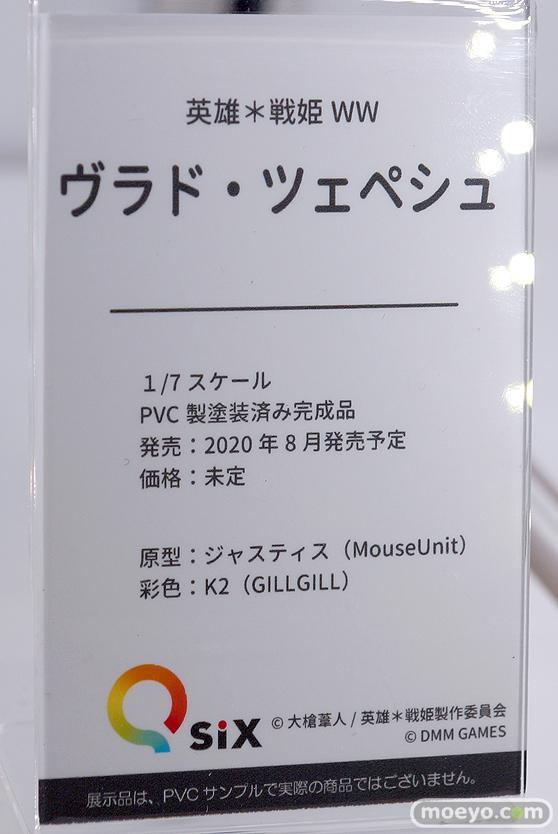 英雄＊戦姫 WW
ヴラド・ツェペシュ
1/7 スケール
PVC 製塗装済み完成品
発売：2020 年 8 月発売予定
価格：未定
原型：ジャスティス（MouseUnit）
彩色：K2（GILLGILL）
SiX
© 大槍葦人 / 英雄＊戦姫製作委員会
© DMM GAMES
展示品は、PVC サンプルで実際の商品ではございません。
moeyo.com